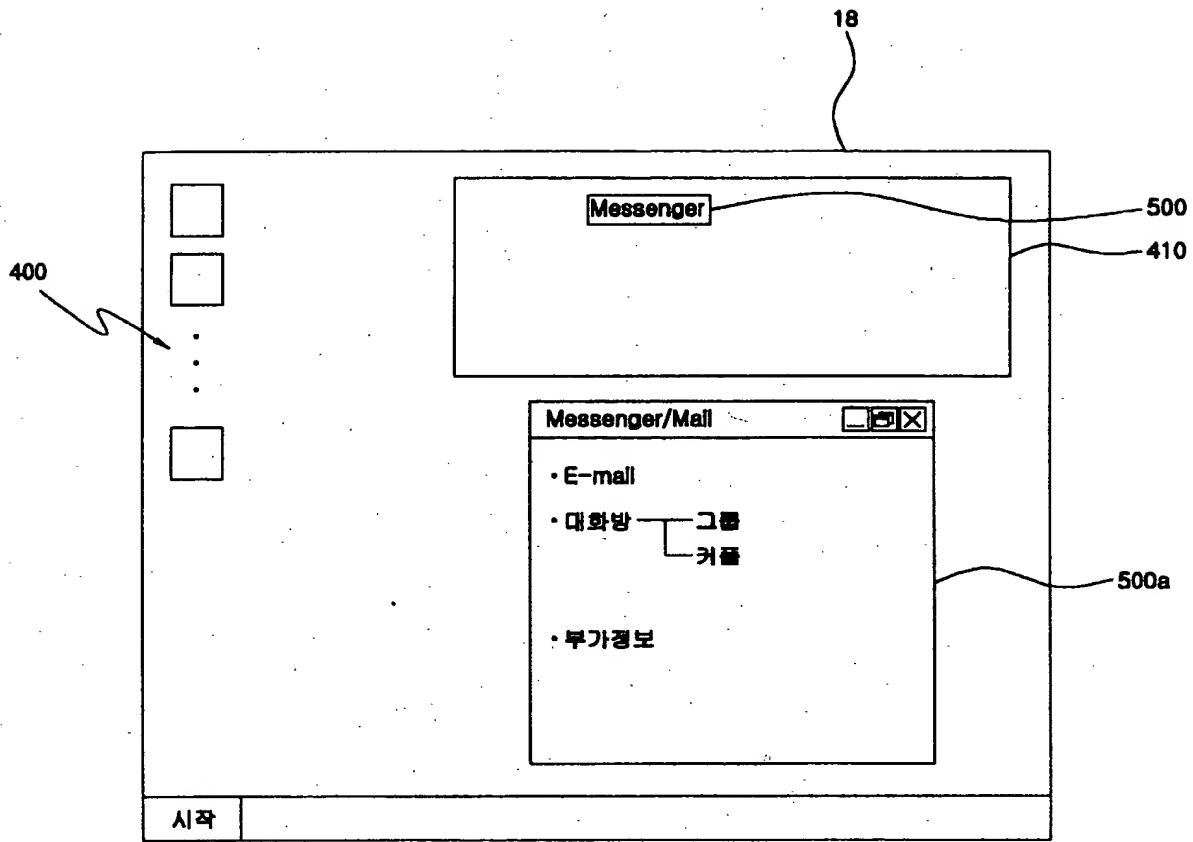 18
Messenger
500
410
400
Messenger/Mail
· E-mail
· 대화방 그룹
커플
500a
· 부가정보
시작